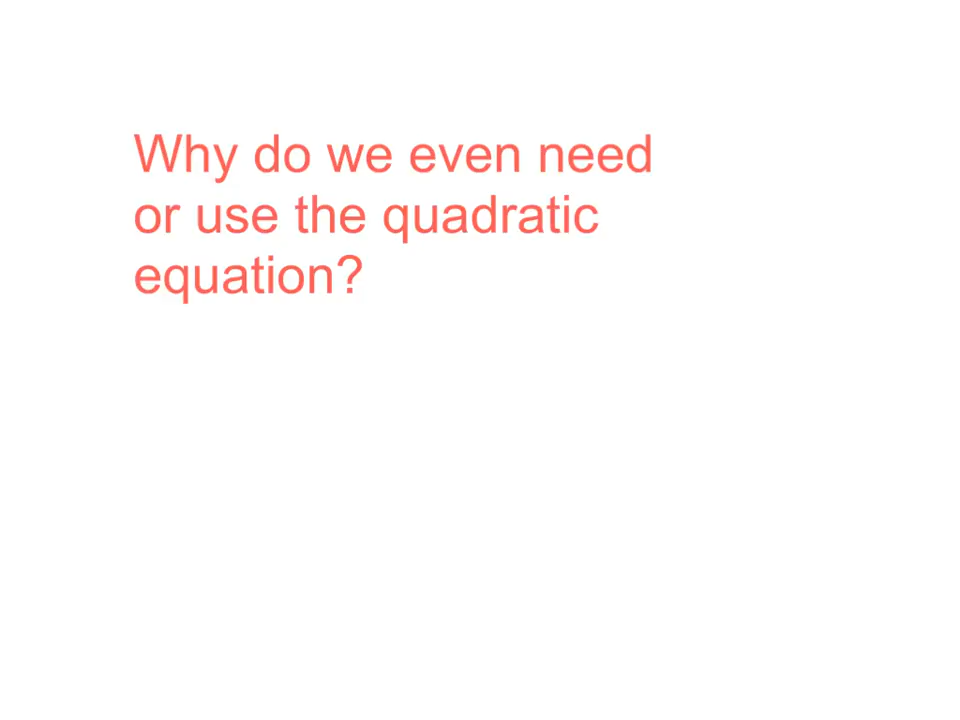 Why do we even need
or use the quadratic
equation?